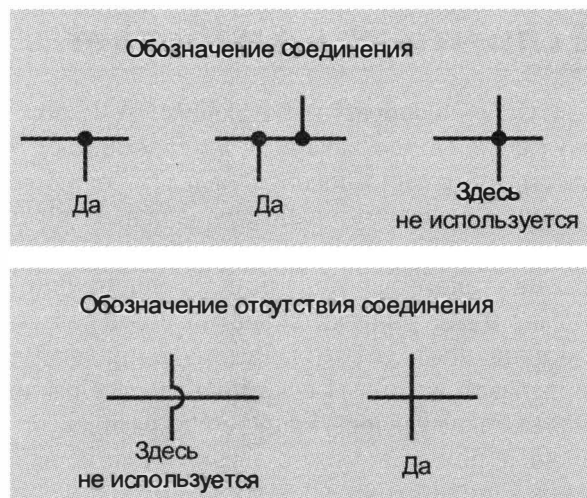 Обозначение соединения
Да
Да
Здесь
не используется
Обозначение отсутствия соединения
Здесь
не используется
Да